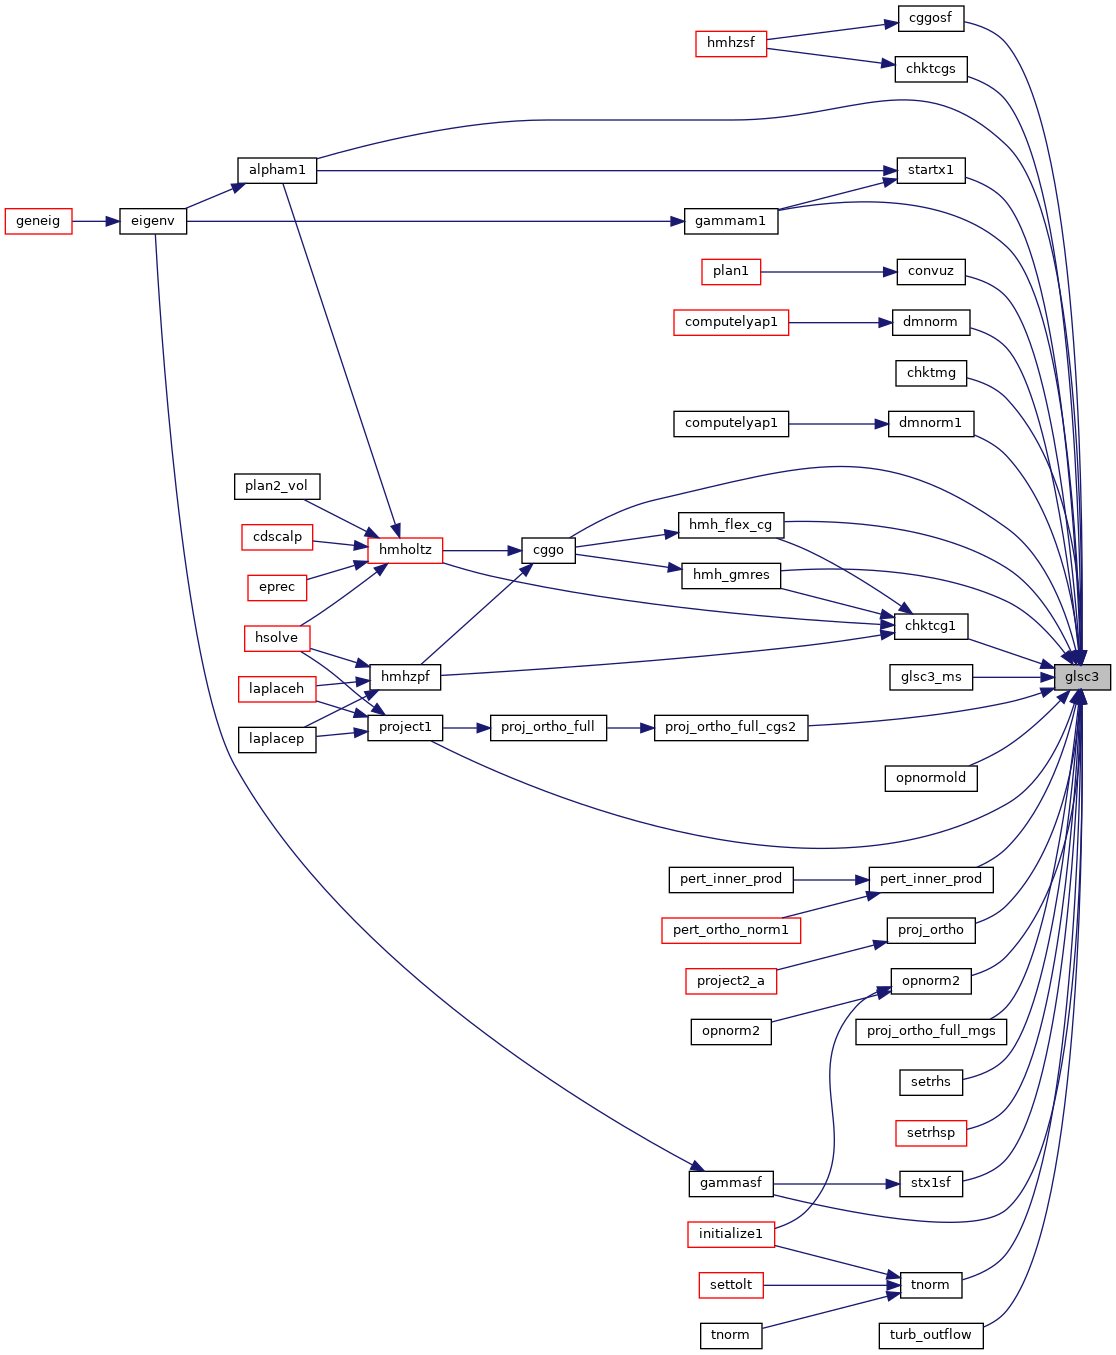 cggosf
hmhzsf
chktcgs
alpham1
startx1
geneig
eigenv
gammam1
plan1
convuz
computelyap1
dmnorm
chktmg
computelyap1
dmnorm1
plan2_vol
cdscalp
hmh_flex_cg
hmholtz
cggo
eprec
hmh_gmres
hsolve
chktcg1
hmhzpf
glsc3_ms
glsc3
laplaceh
laplacep
project1
proj_ortho_full
proj_ortho_full_cgs2
opnormold
pert_inner_prod
pert_inner_prod
pert_ortho_norm1
proj_ortho
project2_a
opnorm2
opnorm2
proj_ortho_full_mgs
setrhs
setrhsp
gammasf
stx1sf
initialize1
settolt
tnorm
tnorm
turb_outflow